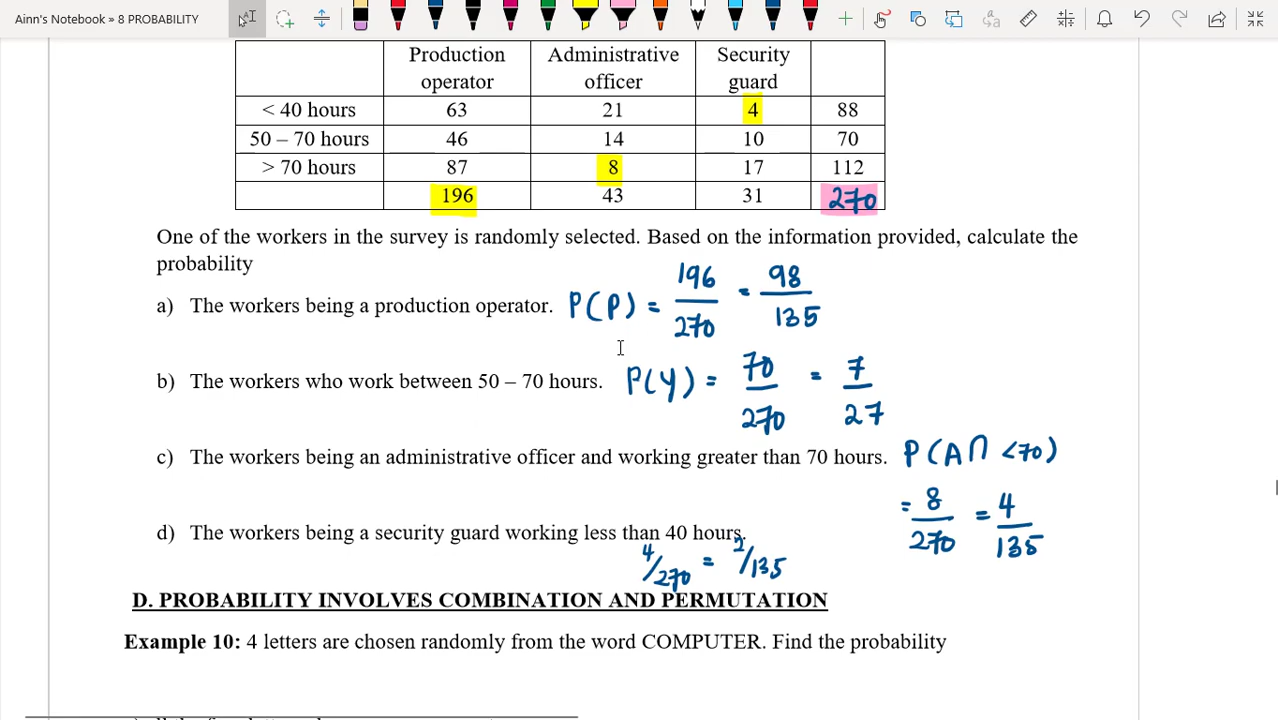 Ainn's Notebook » 8 PROBABILITY
Production operator Administrative officer Security guard
< 40 hours 63 21 4 88
50 – 70 hours 46 14 10 70
> 70 hours 87 8 17 112
196 43 31 270
One of the workers in the survey is randomly selected. Based on the information provided, calculate the
probability
a) The workers being a production operator. P(P) = 196/270 = 98/135
b) The workers who work between 50 – 70 hours. P(Y) = 70/270 = 7/27
c) The workers being an administrative officer and working greater than 70 hours. P(A∩ <70)
= 8/270 = 4/135
d) The workers being a security guard working less than 40 hours.
4/270 = 2/135
D. PROBABILITY INVOLVES COMBINATION AND PERMUTATION
Example 10: 4 letters are chosen randomly from the word COMPUTER. Find the probability